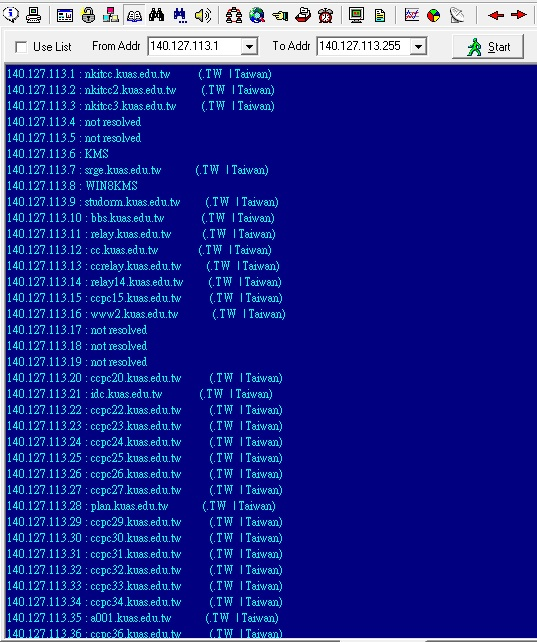 Use List From Addr 140.127.113.1 To Addr 140.127.113.255 Start
140.127.113.1 : nkitcc.kuas.edu.tw (.TW | Taiwan)
140.127.113.2 : nkitcc2.kuas.edu.tw (.TW | Taiwan)
140.127.113.3 : nkitcc3.kuas.edu.tw (.TW | Taiwan)
140.127.113.4 : not resolved
140.127.113.5 : not resolved
140.127.113.6 : KMS
140.127.113.7 : srge.kuas.edu.tw (.TW | Taiwan)
140.127.113.8 : WIN8KMS
140.127.113.9 : studorm.kuas.edu.tw (.TW | Taiwan)
140.127.113.10 : bbs.kuas.edu.tw (.TW | Taiwan)
140.127.113.11 : relay.kuas.edu.tw (.TW | Taiwan)
140.127.113.12 : cc.kuas.edu.tw (.TW | Taiwan)
140.127.113.13 : ccrelay.kuas.edu.tw (.TW | Taiwan)
140.127.113.14 : relay14.kuas.edu.tw (.TW | Taiwan)
140.127.113.15 : ccpc15.kuas.edu.tw (.TW | Taiwan)
140.127.113.16 : www2.kuas.edu.tw (.TW | Taiwan)
140.127.113.17 : not resolved
140.127.113.18 : not resolved
140.127.113.19 : not resolved
140.127.113.20 : ccpc20.kuas.edu.tw (.TW | Taiwan)
140.127.113.21 : idc.kuas.edu.tw (.TW | Taiwan)
140.127.113.22 : ccpc22.kuas.edu.tw (.TW | Taiwan)
140.127.113.23 : ccpc23.kuas.edu.tw (.TW | Taiwan)
140.127.113.24 : ccpc24.kuas.edu.tw (.TW | Taiwan)
140.127.113.25 : ccpc25.kuas.edu.tw (.TW | Taiwan)
140.127.113.26 : ccpc26.kuas.edu.tw (.TW | Taiwan)
140.127.113.27 : ccpc27.kuas.edu.tw (.TW | Taiwan)
140.127.113.28 : plan.kuas.edu.tw (.TW | Taiwan)
140.127.113.29 : ccpc29.kuas.edu.tw (.TW | Taiwan)
140.127.113.30 : ccpc30.kuas.edu.tw (.TW | Taiwan)
140.127.113.31 : ccpc31.kuas.edu.tw (.TW | Taiwan)
140.127.113.32 : ccpc32.kuas.edu.tw (.TW | Taiwan)
140.127.113.33 : ccpc33.kuas.edu.tw (.TW | Taiwan)
140.127.113.34 : ccpc34.kuas.edu.tw (.TW | Taiwan)
140.127.113.35 : a001.kuas.edu.tw (.TW | Taiwan)
140.127.113.36 : ccpc36.kuas.edu.tw (.TW | Taiwan)